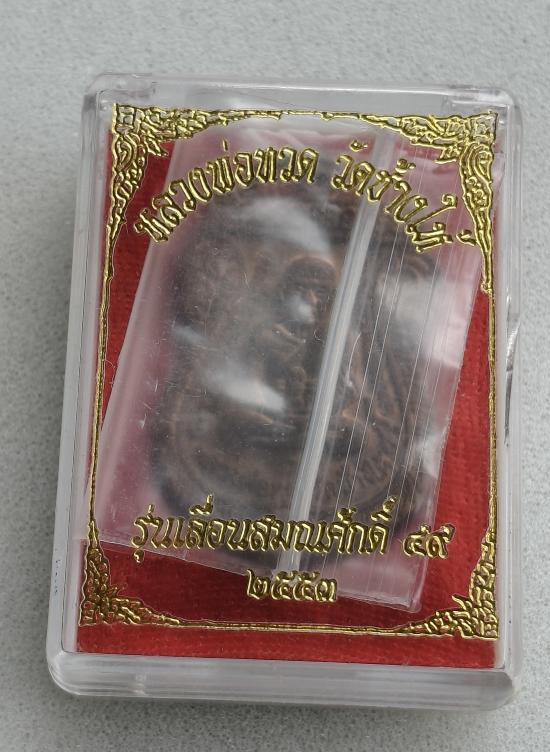 หลวงพ่อทวด วัดช้างให้
รุ่นเลื่อนสมณศักดิ์ ๔๙
๒๕๕๓